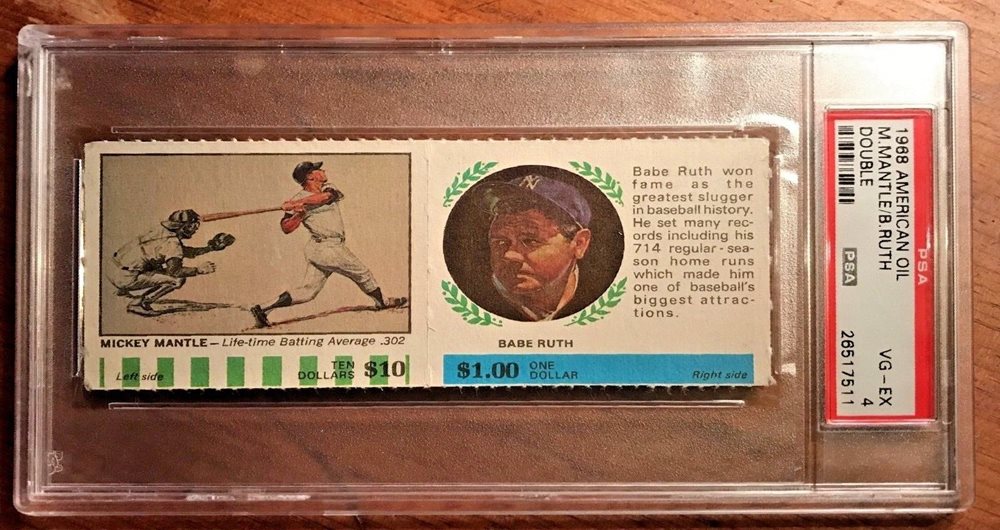 MICKEY MANTLE — Life-time Batting Average .302
Left side
TEN
DOLLARS $10
Babe Ruth won
fame as the
greatest slugger
in baseball history.
He set many rec-
ords including his
714 regular-sea-
son home runs
which made him
one of baseball's
biggest attrac-
tions.
BABE RUTH
$1.00 ONE
DOLLAR
Right side
PSA
1968 AMERICAN OIL
M.MANTLE/B.RUTH
DOUBLE
VG-EX
4
PSA
26517511